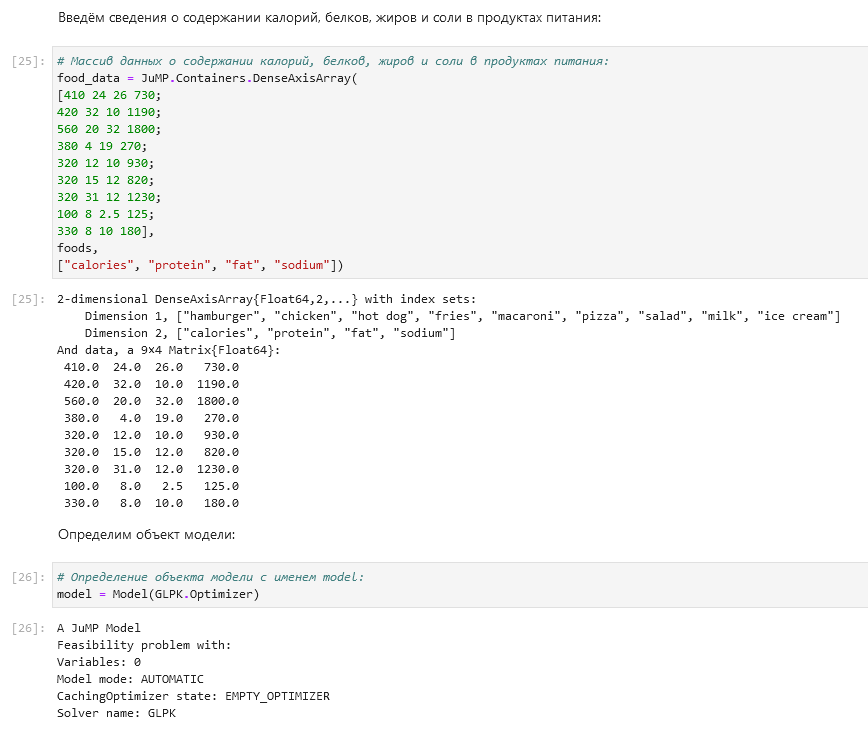 Введём сведения о содержании калорий, белков, жиров и соли в продуктах питания:
[25]: # Массив данных о содержании калорий, белков, жиров и соли в продуктах питания:
food_data = JuMP.Containers.DenseAxisArray(
[410 24 26 730;
420 32 10 1190;
560 20 32 1800;
380 4 19 270;
320 12 10 930;
320 15 12 820;
320 31 12 1230;
100 8 2.5 125;
330 8 10 180],
foods,
["calories", "protein", "fat", "sodium"])
[25]: 2-dimensional DenseAxisArray{Float64,2,...} with index sets:
    Dimension 1, ["hamburger", "chicken", "hot dog", "fries", "macaroni", "pizza", "salad", "milk", "ice cream"]
    Dimension 2, ["calories", "protein", "fat", "sodium"]
And data, a 9×4 Matrix{Float64}:
 410.0  24.0  26.0   730.0
 420.0  32.0  10.0  1190.0
 560.0  20.0  32.0  1800.0
 380.0   4.0  19.0   270.0
 320.0  12.0  10.0   930.0
 320.0  15.0  12.0   820.0
 320.0  31.0  12.0  1230.0
 100.0   8.0   2.5   125.0
 330.0   8.0  10.0   180.0
Определим объект модели:
[26]: # Определение объекта модели с именем model:
model = Model(GLPK.Optimizer)
[26]: A JuMP Model
Feasibility problem with:
Variables: 0
Model mode: AUTOMATIC
CachingOptimizer state: EMPTY_OPTIMIZER
Solver name: GLPK